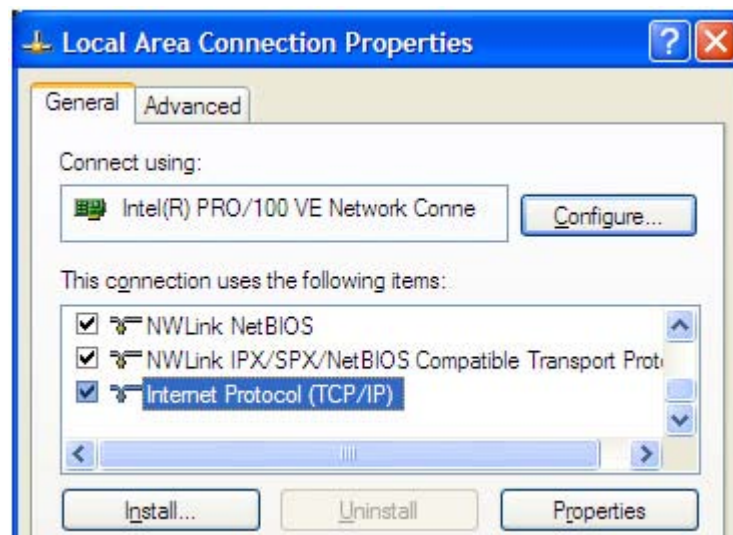 Local Area Connection Properties
General
Advanced
Connect using:
Intel(R) PRO/100 VE Network Conne
Configure...
This connection uses the following items:
NWLink NetBIOS
NWLink IPX/SPX/NetBIOS Compatible Transport Proto
Internet Protocol (TCP/IP)
Install...
Uninstall
Properties